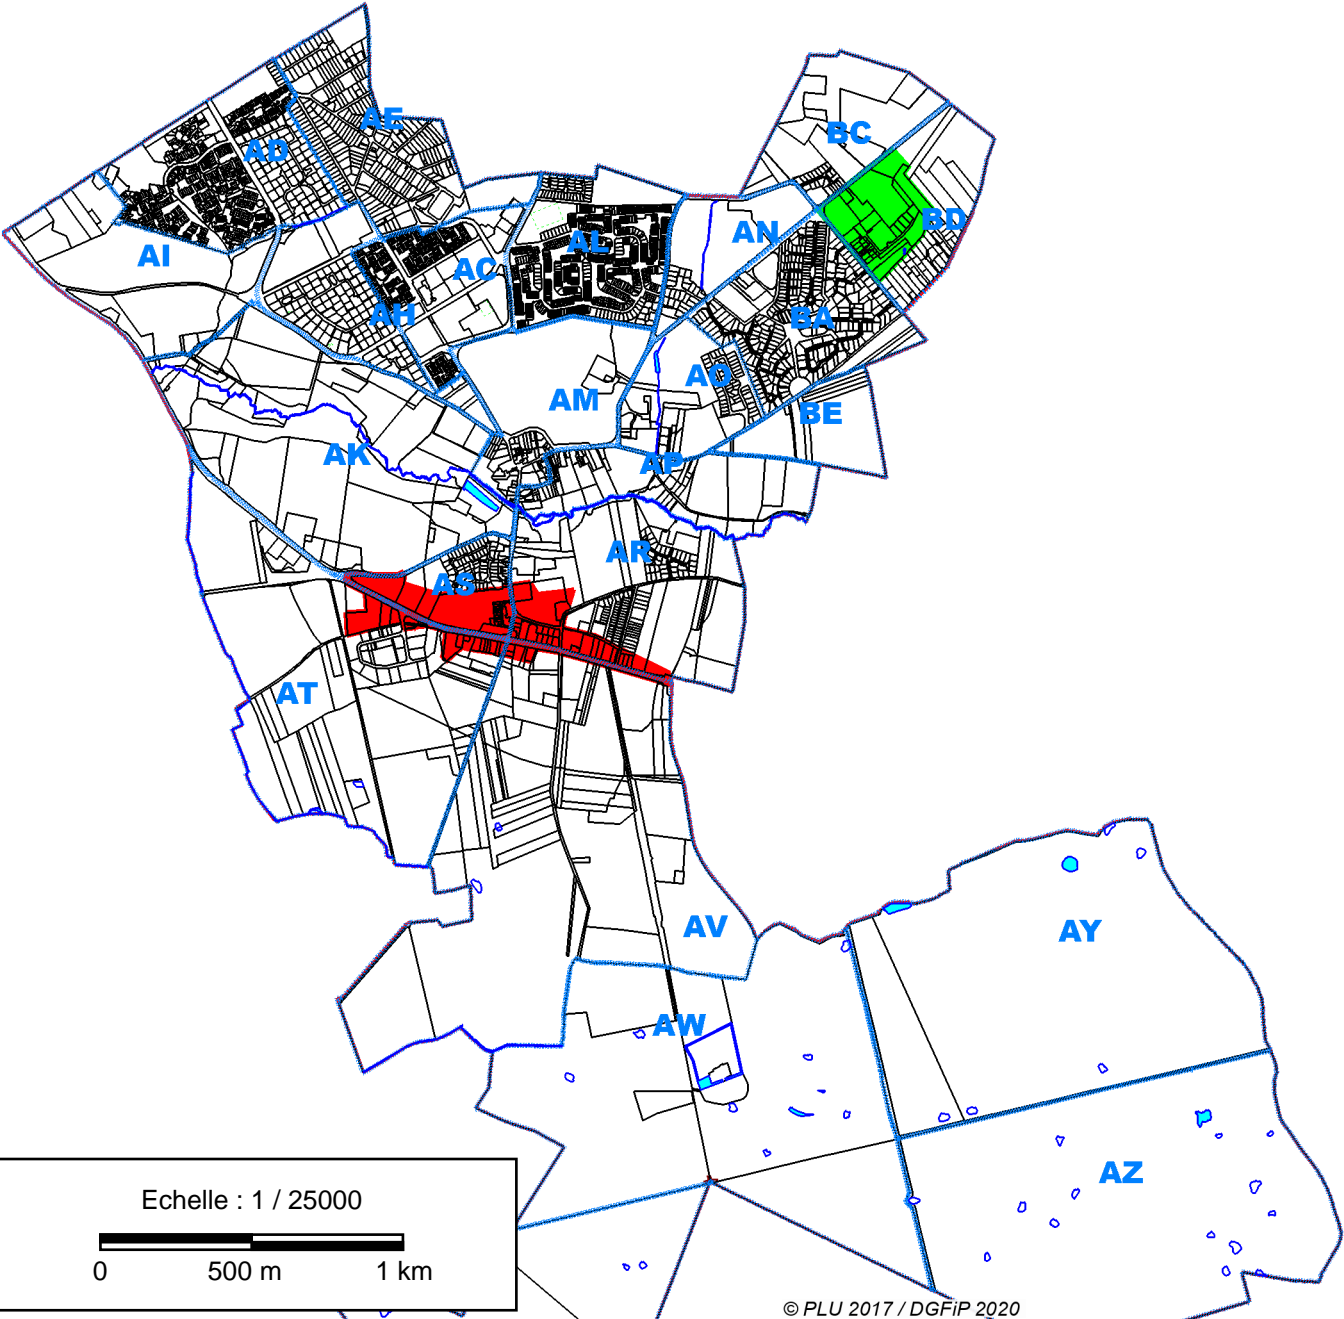 AE
BC
AD
BD
AN
AL
AI
AC
AH
BA
AO
AM
BE
AK
AP
AR
AS
AT
AV
AY
AW
AZ
Echelle : 1 / 25000
0 500 m 1 km
© PLU 2017 / DGFiP 2020